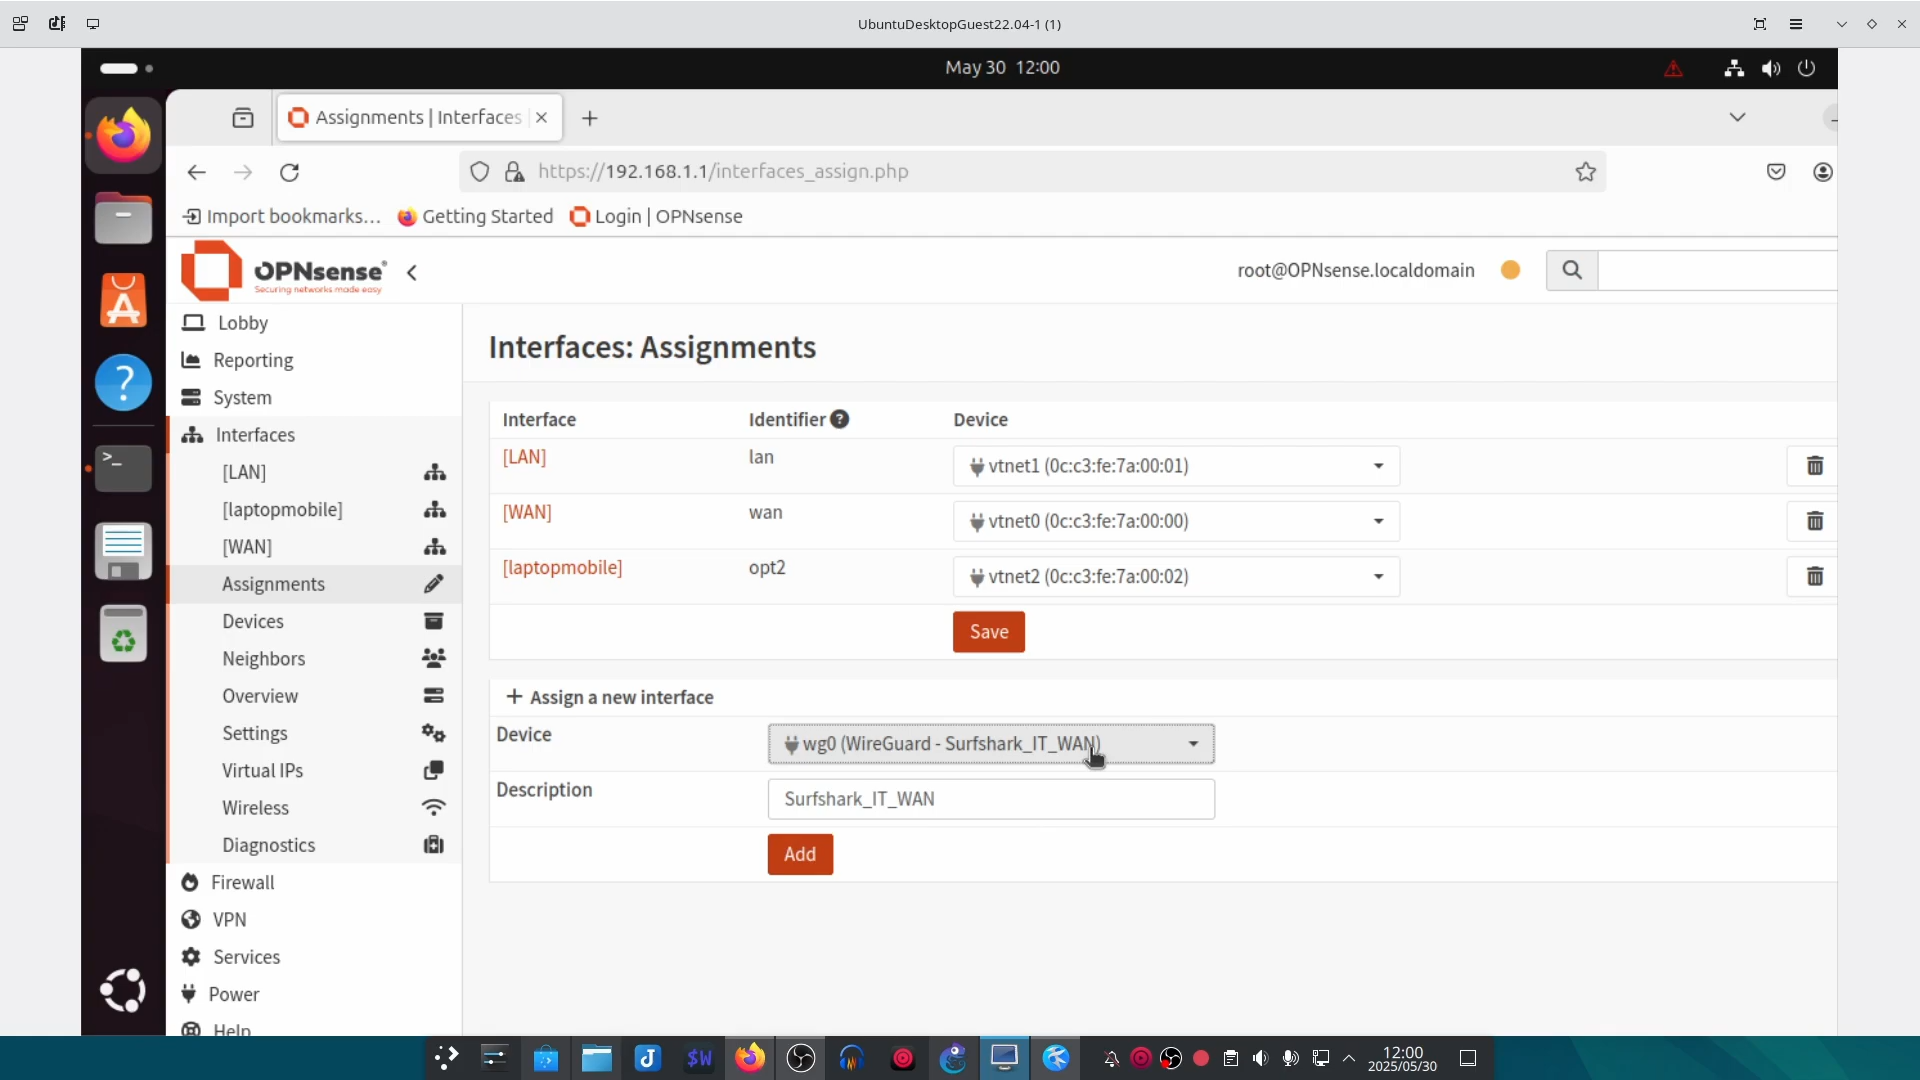 UbuntuDesktopGuest22.04-1 (1)
May 30 12:00
Assignments | Interfaces
https://192.168.1.1/interfaces_assign.php
Import bookmarks... Getting Started Login | OPNsense
OPNsense®
Securing networks made easy
root@OPNsense.localdomain
Lobby
Reporting
System
Interfaces
[LAN]
[laptopmobile]
[WAN]
Assignments
Devices
Neighbors
Overview
Settings
Virtual IPs
Wireless
Diagnostics
Firewall
VPN
Services
Power
Help
Interfaces: Assignments
Interface Identifier Device
[LAN] lan vtnet1 (0c:c3:fe:7a:00:01)
[WAN] wan vtnet0 (0c:c3:fe:7a:00:00)
[laptopmobile] opt2 vtnet2 (0c:c3:fe:7a:00:02)
Save
+ Assign a new interface
Device wg0 (WireGuard - Surfshark_IT_WAN)
Description Surfshark_IT_WAN
Add
12:00
2025/05/30